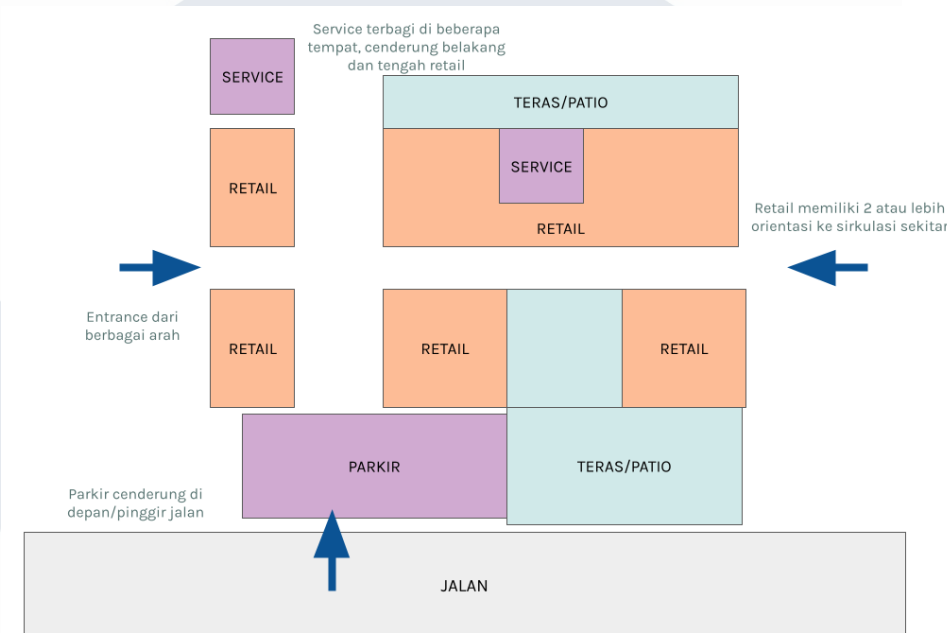 Service terbagi di beberapa
tempat, cenderung belakang
dan tengah retail
SERVICE
TERAS/PATIO
SERVICE
RETAIL
RETAIL
Retail memiliki 2 atau lebih
orientasi ke sirkulasi sekitar
Entrance dari
berbagai arah
RETAIL
RETAIL
RETAIL
PARKIR
TERAS/PATIO
Parkir cenderung di
depan/pinggir jalan
JALAN